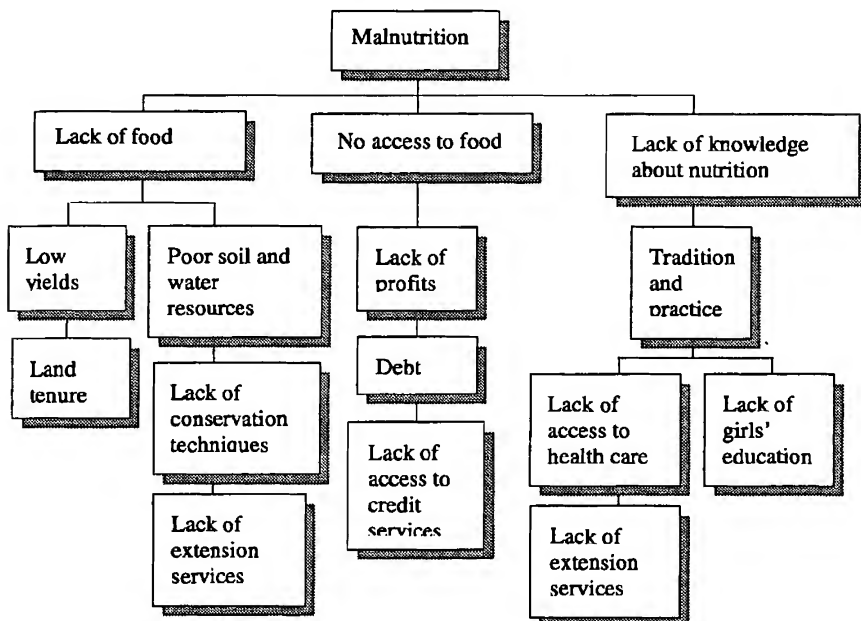 Malnutrition
Lack of food
No access to food
Lack of knowledge
about nutrition
Low
yields
Poor soil and
water
resources
Lack of
profits
Tradition
and
practice
Land
tenure
Lack of
conservation
techniques
Debt
Lack of
access to
health care
Lack of
girls'
education
Lack of
extension
services
Lack of
access to
credit
services
Lack of
extension
services